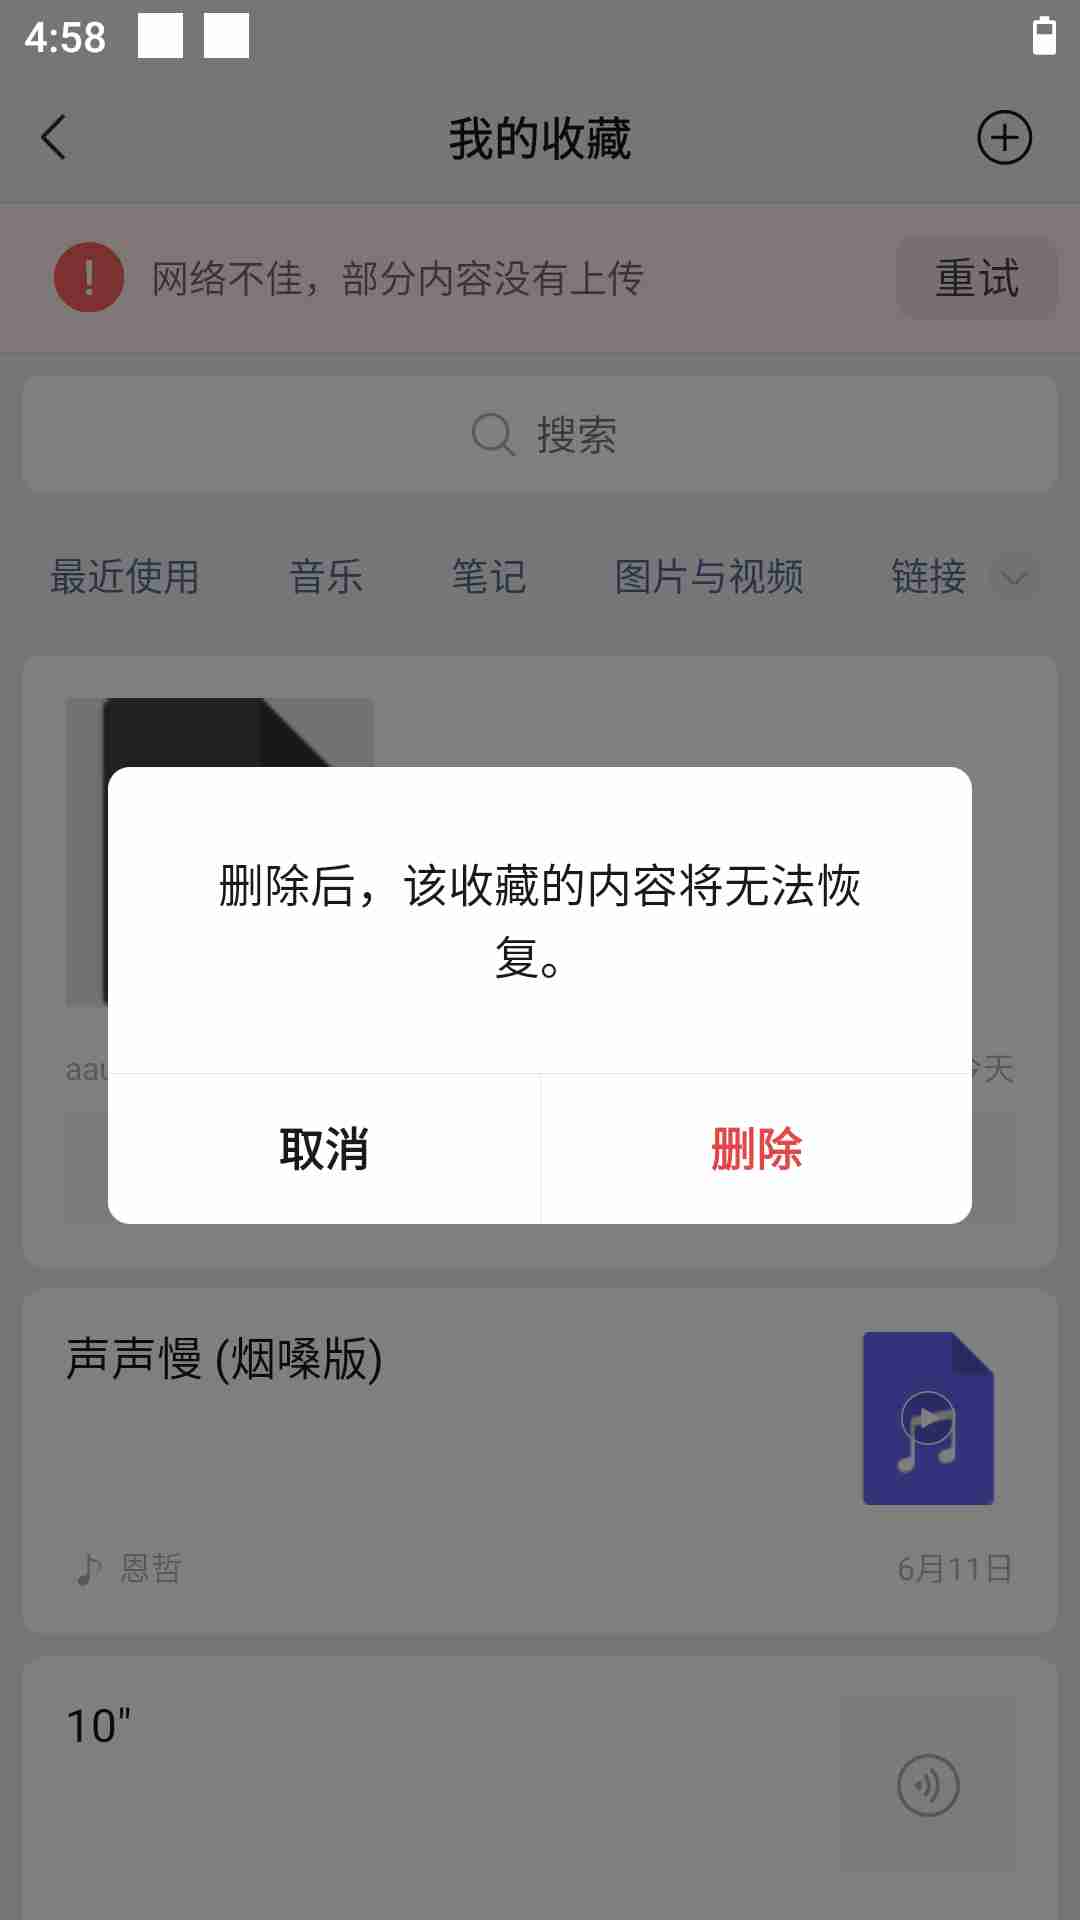 4:58
我的收藏
网络不佳，部分内容没有上传
重试
搜索
最近使用 音乐 笔记 图片与视频 链接
删除后，该收藏的内容将无法恢
复。
aau
今天
取消 删除
声声慢 (烟嗓版)
恩哲
6月11日
10"